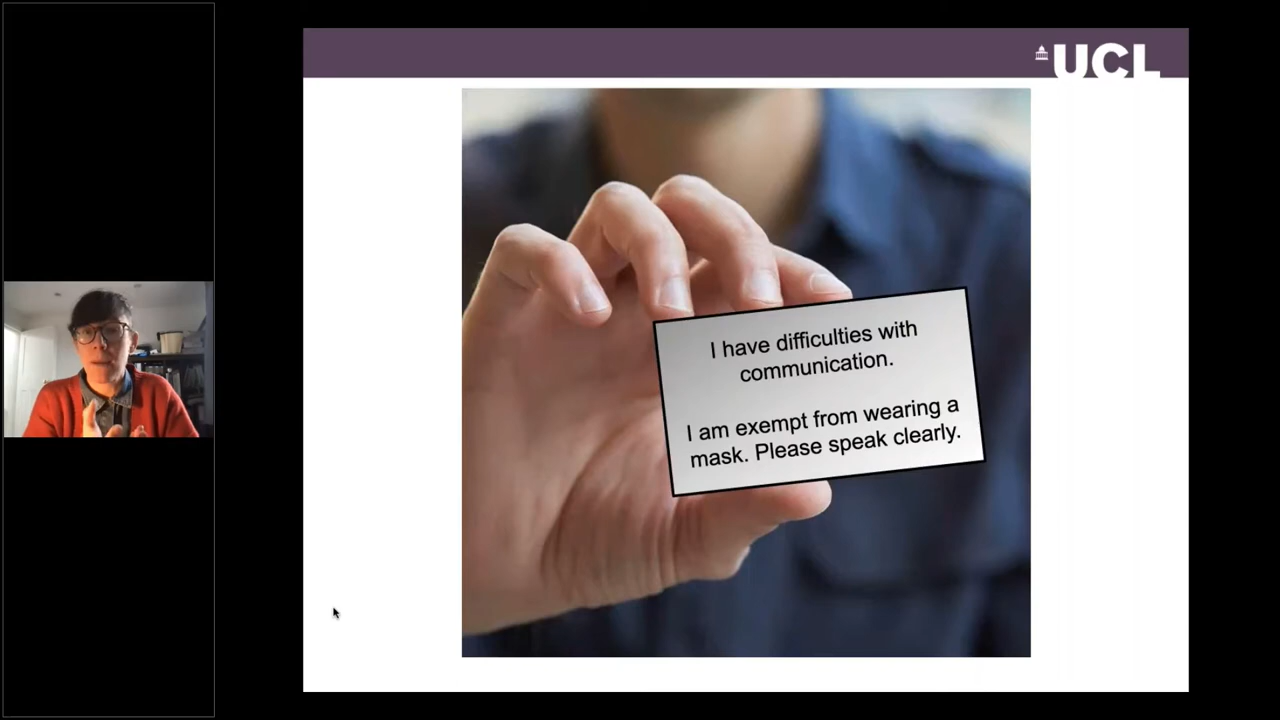 UCL
I have difficulties with
communication.
I am exempt from wearing a
mask. Please speak clearly.